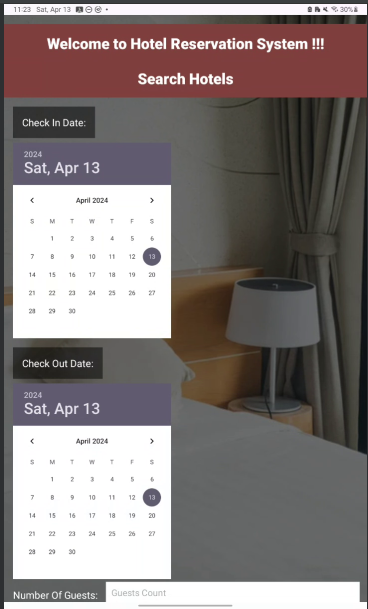 11:23 Sat, Apr 13 30%
Welcome to Hotel Reservation System !!!
Search Hotels
Check In Date:
2024
Sat, Apr 13
April 2024
S M T W T F S
1 2 3 4 5 6
7 8 9 10 11 12 13
14 15 16 17 18 19 20
21 22 23 24 25 26 27
28 29 30
Check Out Date:
2024
Sat, Apr 13
April 2024
S M T W T F S
1 2 3 4 5 6
7 8 9 10 11 12 13
14 15 16 17 18 19 20
21 22 23 24 25 26 27
28 29 30
Number Of Guests: Guests Count